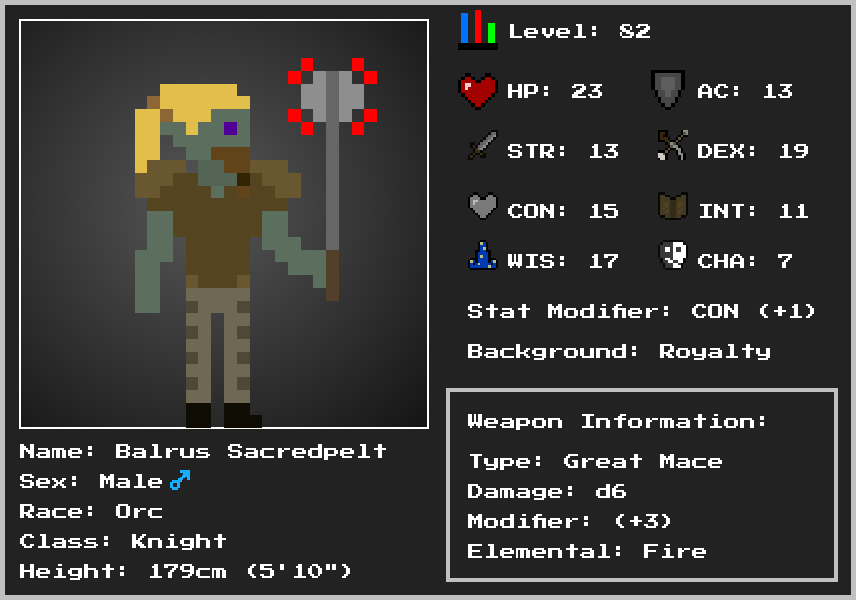 Level: 82
HP: 23
AC: 13
STR: 13
DEX: 19
CON: 15
INT: 11
WIS: 17
CHA: 7
Stat Modifier: CON (+1)
Background: Royalty
Weapon Information:
Type: Great Mace
Damage: d6
Modifier: (+3)
Elemental: Fire
Name: Balrus Sacredpelt
Sex: Male♂
Race: Orc
Class: Knight
Height: 179cm (5'10")